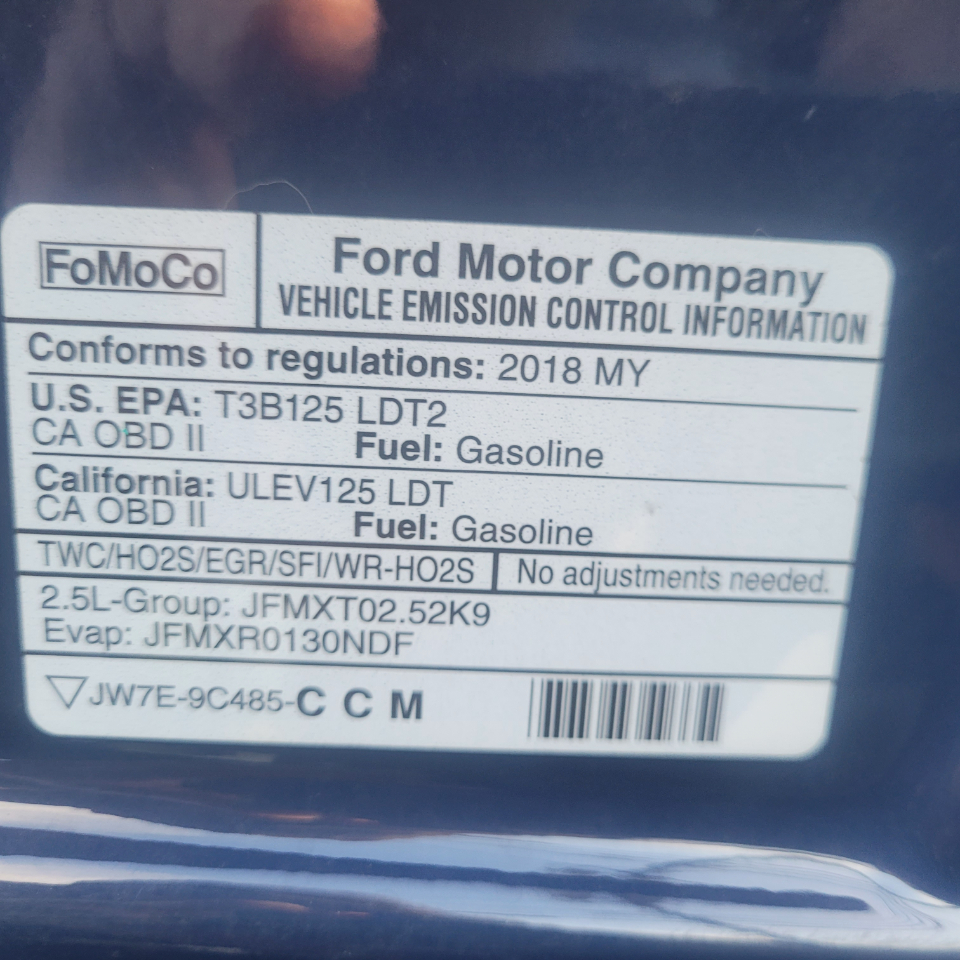 FoMoCo
Ford Motor Company
VEHICLE EMISSION CONTROL INFORMATION
Conforms to regulations: 2018 MY
U.S. EPA: T3B125 LDT2
CA OBD II Fuel: Gasoline
California: ULEV125 LDT
CA OBD II Fuel: Gasoline
TWC/HO2S/EGR/SFI/WR-HO2S No adjustments needed.
2.5L-Group: JFMXT02.52K9
Evap: JFMXR0130NDF
JW7E-9C485-C C M